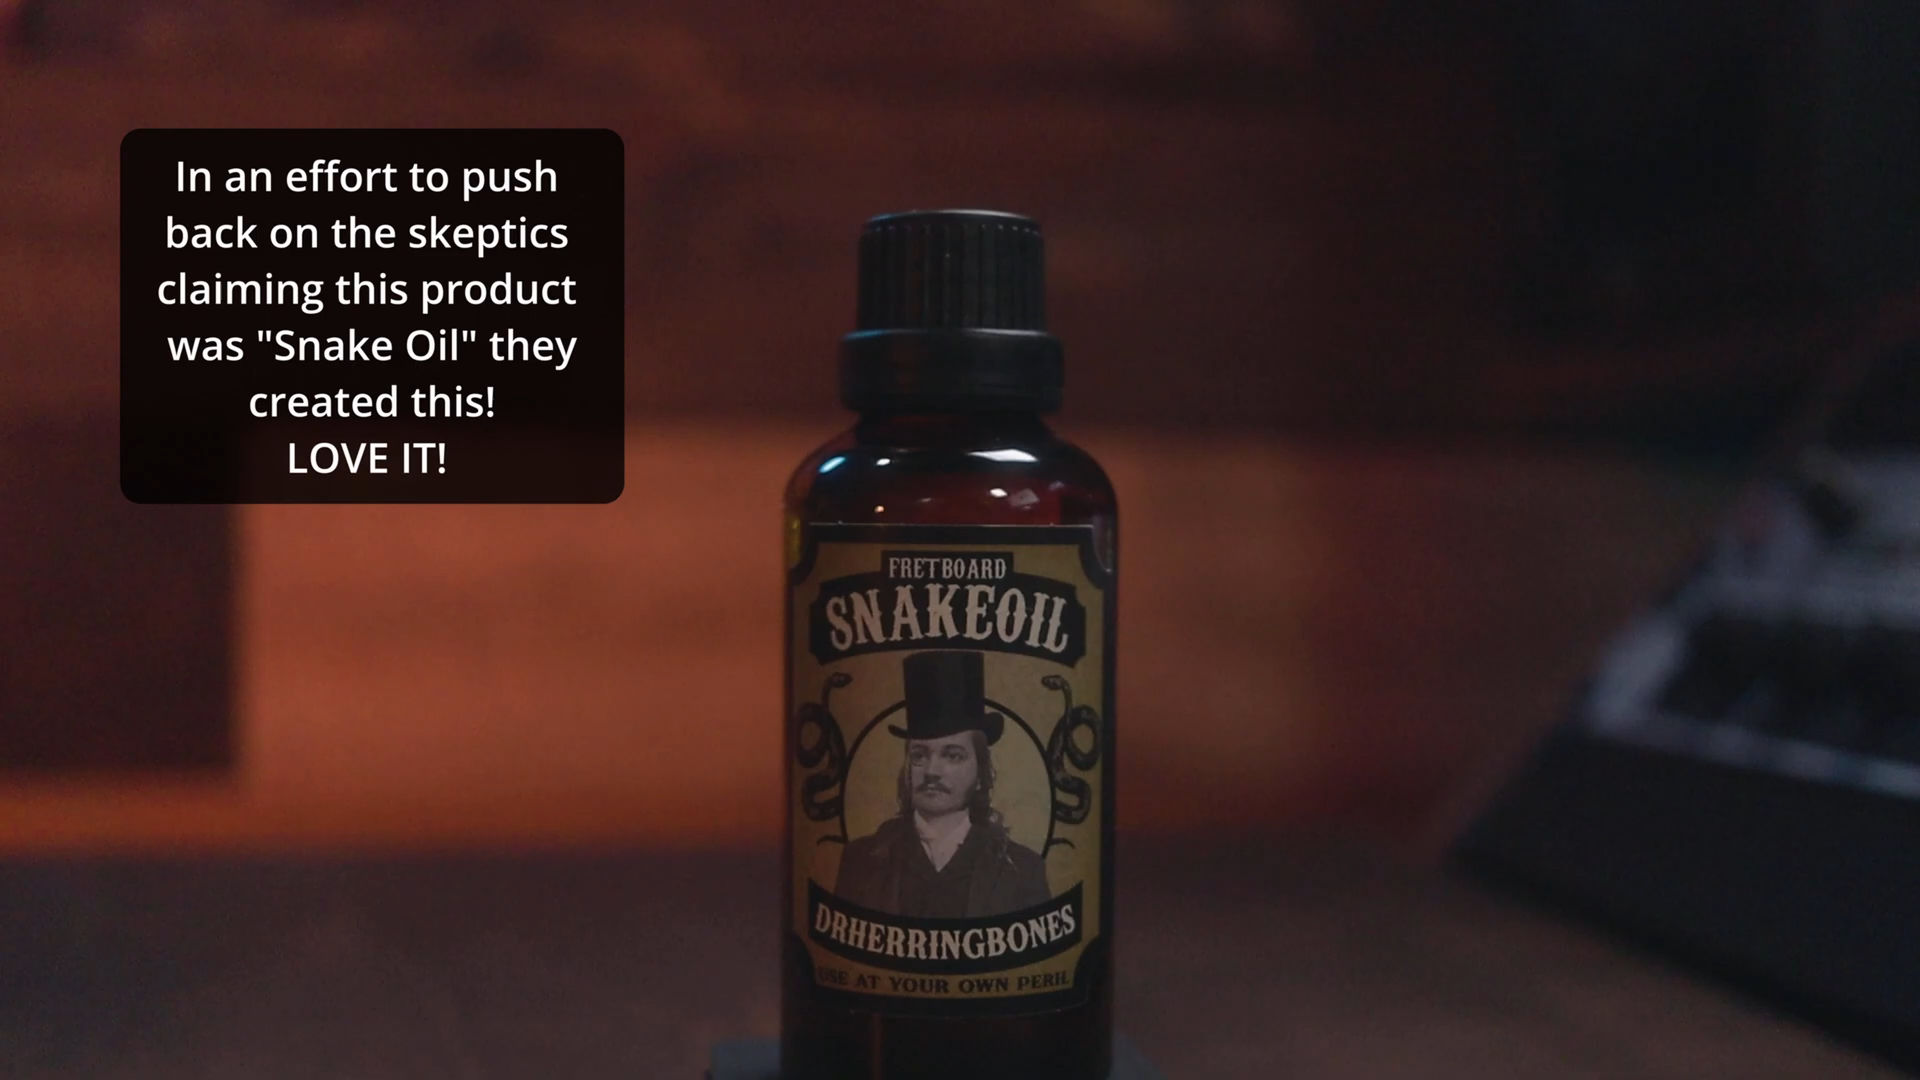 In an effort to push
back on the skeptics
claiming this product
was "Snake Oil" they
created this!
LOVE IT!
FRETBOARD
SNAKEOIL
DRHERRINGBONES
USE AT YOUR OWN PERIL